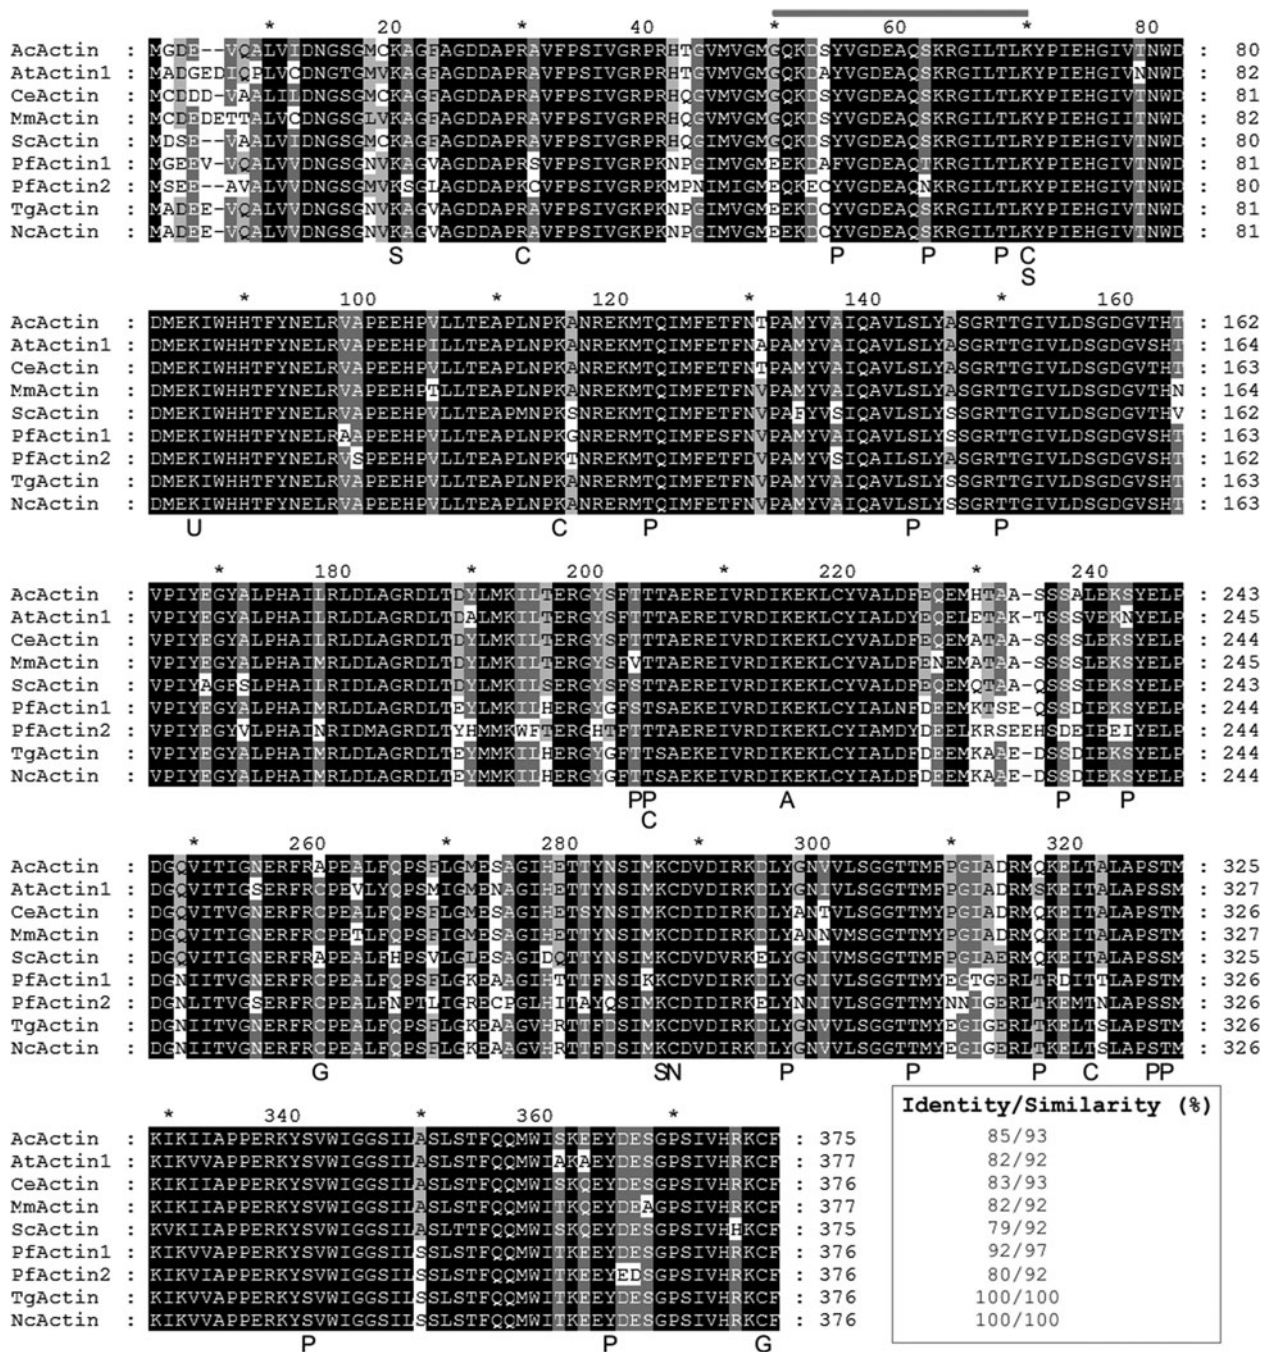 * 20 * 40 * 60 * 80
AcActin : MGDE--VQALVIDNGSGMCKAGFAGDDAPRAVFPSIVGRPRHTGVMVGMGQKDSYVGDEAQSKRGILTLKYPIEHGIVTNWD : 80
AtActin1 : MADGEDIQPLVCDNGTGMVKAGFAGDDAPRAVFPSIVGRPRHTGVMVGMGQKDAYVGDEAQSKRGILTLKYPIEHGIVNNWD : 82
CeActin : MCDDD-VAALILDNGSGMCKAGFAGDDAPRAVFPSIVGRPRHQGVMVGMGQKDSYVGDEAQSKRGILTLKYPIEHGIVTNWD : 81
MmActin : MCDEDETTALVCDNGSGLVKAGFAGDDAPRAVFPSIVGRPRHQGVMVGMGQKDSYVGDEAQSKRGILTLKYPIEHGIITNWD : 82
ScActin : MDSE--VAALVIDNGSGMCKAGFAGDDAPRAVFPSIVGRPRHQGIMVGMGQKDSYVGDEAQSKRGILTLRYPIEHGIVTNWD : 80
PfActin1 : MGEEV-VQALVVDNGSGNVKAGVAGDDAPRSVFPSIVGRPKNPGIMVGMEEKDAFVGDEAQTKRGILTLKYPIEHGIVTNWD : 81
PfActin2 : MSEE--AVALVVDNGSGMVKSGLAGDDAPKCVFPSIVGRPKMPNIMIGMEQKECYVGDEAQNKRGILTLKYPIEHGIVTNWD : 80
TgActin : MADEE-VQALVVDNGSGNVKAGVAGDDAPRAVFPSIVGKPKNPGIMVGMEEKDCYVGDEAQSKRGILTLKYPIEHGIVTNWD : 81
NcActin : MADEE-VQALVVDNGSGNVKAGVAGDDAPRAVFPSIVGKPKNPGIMVGMEEKDCYVGDEAQSKRGILTLKYPIEHGIVTNWD : 81
S C P P P C
S
* 100 * 120 * 140 * 160
AcActin : DMEKIWHHTFYNELRVAPEEHPVLLTEAPLNPKANREKMTQIMFETFNTPAMYVAIQAVLSLYASGRTTGIVLDSGDGVTHT : 162
AtActin1 : DMEKIWHHTFYNELRVAPEEHPILLTEAPLNPKANREKMTQIMFETFNAPAMYVAIQAVLSLYASGRTTGIVLDSGDGVTHT : 164
CeActin : DMEKIWHHTFYNELRVAPEEHPVLLTEAPLNPKANREKMTQIMFETFNTPAMYVAIQAVLSLYASGRTTGIVLDSGDGVTHT : 163
MmActin : DMEKIWHHTFYNELRVAPEEHPTLLTEAPLNPKANREKMTQIMFETFNVPAMYVAIQAVLSLYASGRTTGIVLDSGDGVTHN : 164
ScActin : DMEKIWHHTFYNELRVAPEEHPVLLTEAPMNPKSNREKMTQIMFETFNVPAFYVSIQAVLSLYSSGRTTGIVLDSGDGVTHV : 162
PfActin1 : DMEKIWHHTFYNELRAAPEEHPVLLTEAPLNPKGNREKMTQIMFESFNVPAMYVAIQAVLSLYSSGRTTGIVLDSGDGVSHT : 163
PfActin2 : DMEKIWHHTFYNELRVSPEEHPVLLTEAPLNPKTNREKMTQIMFETFNVPAMYVSIQAILSLYASGRTTGIVLDSGDGVSHT : 162
TgActin : DMEKIWHHTFYNELRVAPEEHPVLLTEAPLNPKANRERMTQIMFETFNVPAMYVAIQAVLSLYSSGRTTGIVLDSGDGVSHT : 163
NcActin : DMEKIWHHTFYNELRVAPEEHPVLLTEAPLNPKANRERMTQIMFETFNVPAMYVAIQAVLSLYSSGRTTGIVLDSGDGVSHT : 163
U C P P P
* 180 * 200 * 220 * 240
AcActin : VPIYEGYALPHAILRLDLAGRDLTDYLMKILTERGYSFTTTAEREIVRDIKEKLCYVALDFEQEMHTAA-SSSALEKSYELP : 243
AtActin1 : VPIYEGYALPHAILRLDLAGRDLTDALMKILTERGYSFTTTAEREIVRDIKEKLCYIALDYEQELETAK-TSSSVEKNYELP : 245
CeActin : VPIYEGYALPHAILRLDLAGRDLTDYLMKILTERGYSFTTTAEREIVRDIKEKLCYVALDFEQEMATAA-SSSSLEKSYELP : 244
MmActin : VPIYEGYALPHAIMRLDLAGRDLTDYLMKILTERGYSFVTTAEREIVRDIKEKLCYVALDFENEMATAA-SSSSLEKSYELP : 245
ScActin : VPIYAGFSLPHAILRIDLAGRDLTDYLMKILSERGYSFSTTAEREIVRDIKEKLCYVALDFEQEMQTAA-QSSSIEKSYELP : 243
PfActin1 : VPIYEGYALPHAIMRLDLAGRDLTEYLMKILHERGYGFSTSAEREIVRDIKEKLCYIALNFDEEMKTSE-QSSDIEKSYELP : 244
PfActin2 : VPIYEGYVLPHAINRIDMAGRDLTYHMMKWFTERGHTFTTTAEREIVRDIKEKLCYIAMDYDEELKRSEEHSDEIEEIYELP : 244
TgActin : VPIYEGYALPHAIMRLDLAGRDLTEYMMKILHERGYGFTTSAEKEIVRDIKEKLCYIALDFDEEMKAAE-DSSDIEKSYELP : 244
NcActin : VPIYEGYALPHAIMRLDLAGRDLTEYMMKILHERGYGFTTSAEKEIVRDIKEKLCYIALDFDEEMKAAE-DSSDIEKSYELP : 244
PP A P P
C
* 260 * 280 * 300 * 320
AcActin : DGQVITIGNERFRAPEALFQPSFLGMESAGIHETTYNSIMKCDVDIRKDLYGNVVLSGGTTMFPGIADRMQKELTALAPSTM : 325
AtActin1 : DGQVITIGSERFRCPEVLYQPSMIGMENAGIHETTYNSIMKCDVDIRKDLYGNIVLSGGTTMFPGIADRMSKEITALAPSSM : 327
CeActin : DGQVITVGNERFRCPEALFQPSFLGMESAGIHETSYNSIMKCDIDIRKDLYANTVLSGGTTMYPGIADRMQKEITALAPSTM : 326
MmActin : DGQVITIGNERFRCPETLFQPSFIGMESAGIHETTYNSIMKCDIDIRKDLYANNVMSGGTTMYPGIADRMQKEITALAPSTM : 327
ScActin : DGQVITIGNERFRAPEALFHPSVLGLESAGIDQTTYNSIMKCDVDVRKELYGNIVMSGGTTMFPGIAERMQKEITALAPSTM : 325
PfActin1 : DGNIITVGNERFRCPEALFQPSFLGKEAAGIHTTTFNSIKKCDVDIRKDLYGNIVLSGGTTMYEGTGERLTRDITTLAPSTM : 326
PfActin2 : DGNLITVGSERFRCPEALFNPTLIGRECPGLHITAYQSIMKCDIDIRKELYNNIVLSGGTTMYNNIGERLTKEMTNLAPSSM : 326
TgActin : DGNIITVGNERFRCPEALFQPSFLGKEAAGVHRTTFDSIMKCDVDIRKDLYGNVVLSGGTTMYEGIGERLTKELTSLAPSTM : 326
NcActin : DGNIITVGNERFRCPEALFQPSFLGKEAAGVHRTTFDSIMKCDVDIRKDLYGNVVLSGGTTMYEGIGERLTKELTSLAPSTM : 326
G SN P P P C PP
* 340 * 360 *
AcActin : KIKIIAPPERKYSVWIGGSILASLSTFQQMWISKEEYDESGPSIVHRKCF : 375
AtActin1 : KIKVVAPPERKYSVWIGGSILASLSTFQQMWIAKAEYDESGPSIVHRKCF : 377
CeActin : KIKIIAPPERKYSVWIGGSILASLSTFQQMWISKQEYDESGPSIVHRKCF : 376
MmActin : KIKIIAPPERKYSVWIGGSILASLSTFQQMWITKQEYDEAGPSIVHRKCF : 377
ScActin : KVKIIAPPERKYSVWIGGSILASLTTFQQMWISKQEYDESGPSIVHHKCF : 375
PfActin1 : KIKVVAPPERKYSVWIGGSILSSLSTFQQMWITKEEYDESGPSIVHRKCF : 376
PfActin2 : KIKVIAPPERKYSVWIGGSILSSLSTFQQMWITKEEYEDSGPSIVHRKCF : 376
TgActin : KIKVVAPPERKYSVWIGGSILSSLSTFQQMWITKEEYDESGPSIVHRKCF : 376
NcActin : KIKVVAPPERKYSVWIGGSILSSLSTFQQMWITKEEYDESGPSIVHRKCF : 376
P P G
Identity/Similarity (%)
85/93
82/92
83/93
82/92
79/92
92/97
80/92
100/100
100/100